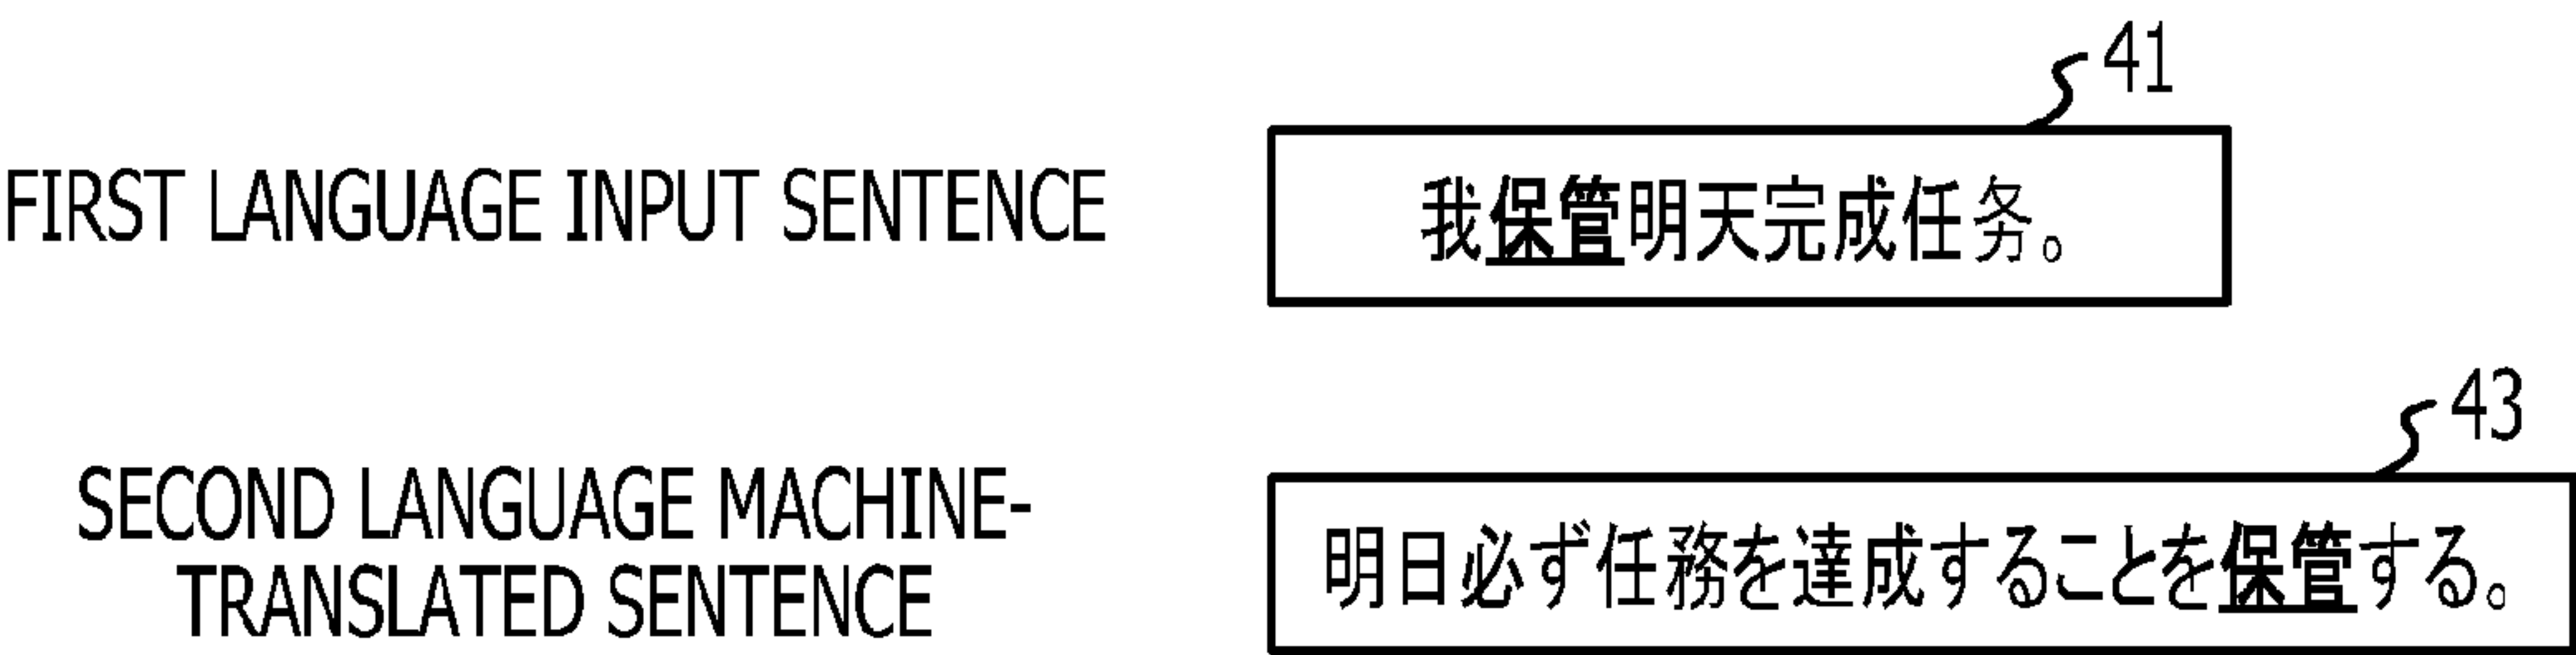 41
FIRST LANGUAGE INPUT SENTENCE
我保管明天完成任务。
43
SECOND LANGUAGE MACHINE-
TRANSLATED SENTENCE
明日必ず任務を達成することを保管する。